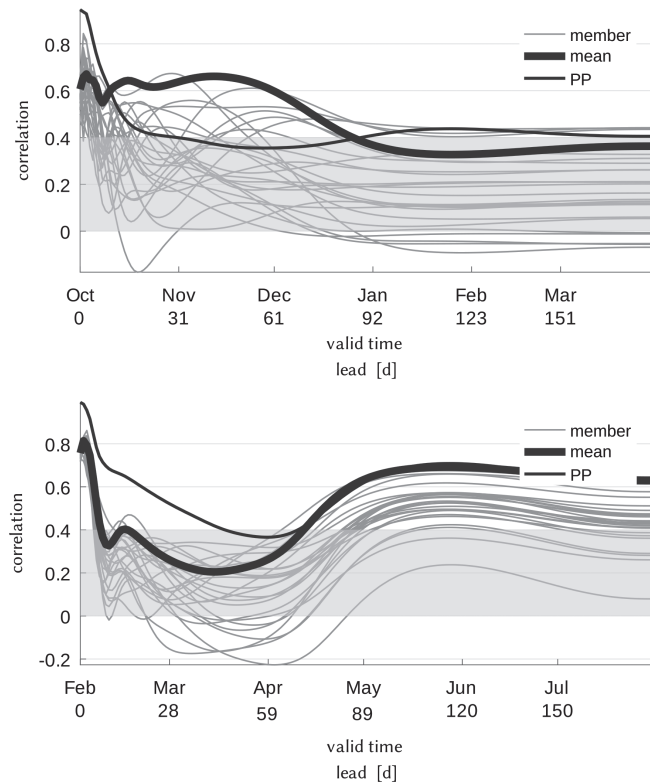 0.8
0.6
0.4
0.2
0
correlation
member
mean
PP
Oct Nov Dec Jan Feb Mar
0 31 61 92 123 151
valid time
lead [d]
0.8
0.6
0.4
0.2
0
-0.2
correlation
member
mean
PP
Feb Mar Apr May Jun Jul
0 28 59 89 120 150
valid time
lead [d]